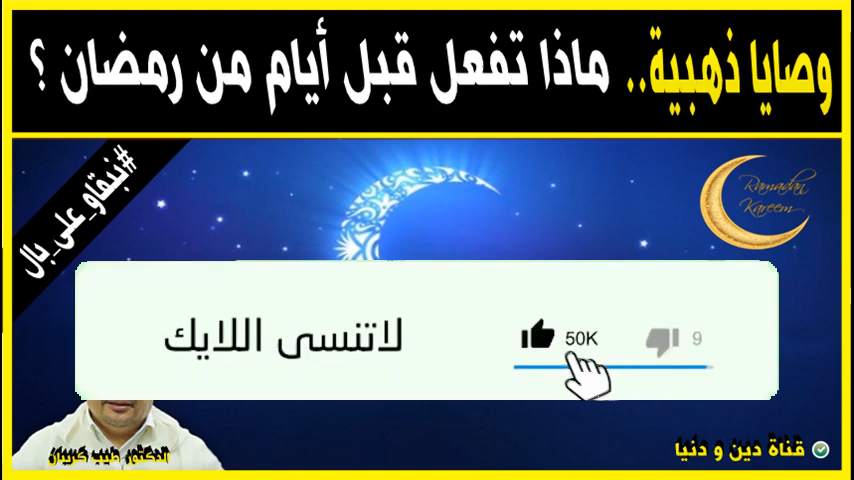 وصايا ذهبية.. ماذا تفعل قبل أيام من رمضان ؟
#بنبقاو_على_بال
Ramadan
Kareem
لاتنسى اللايك
50K
9
الدكتور طيب كريبان
قناة دين و دنيا